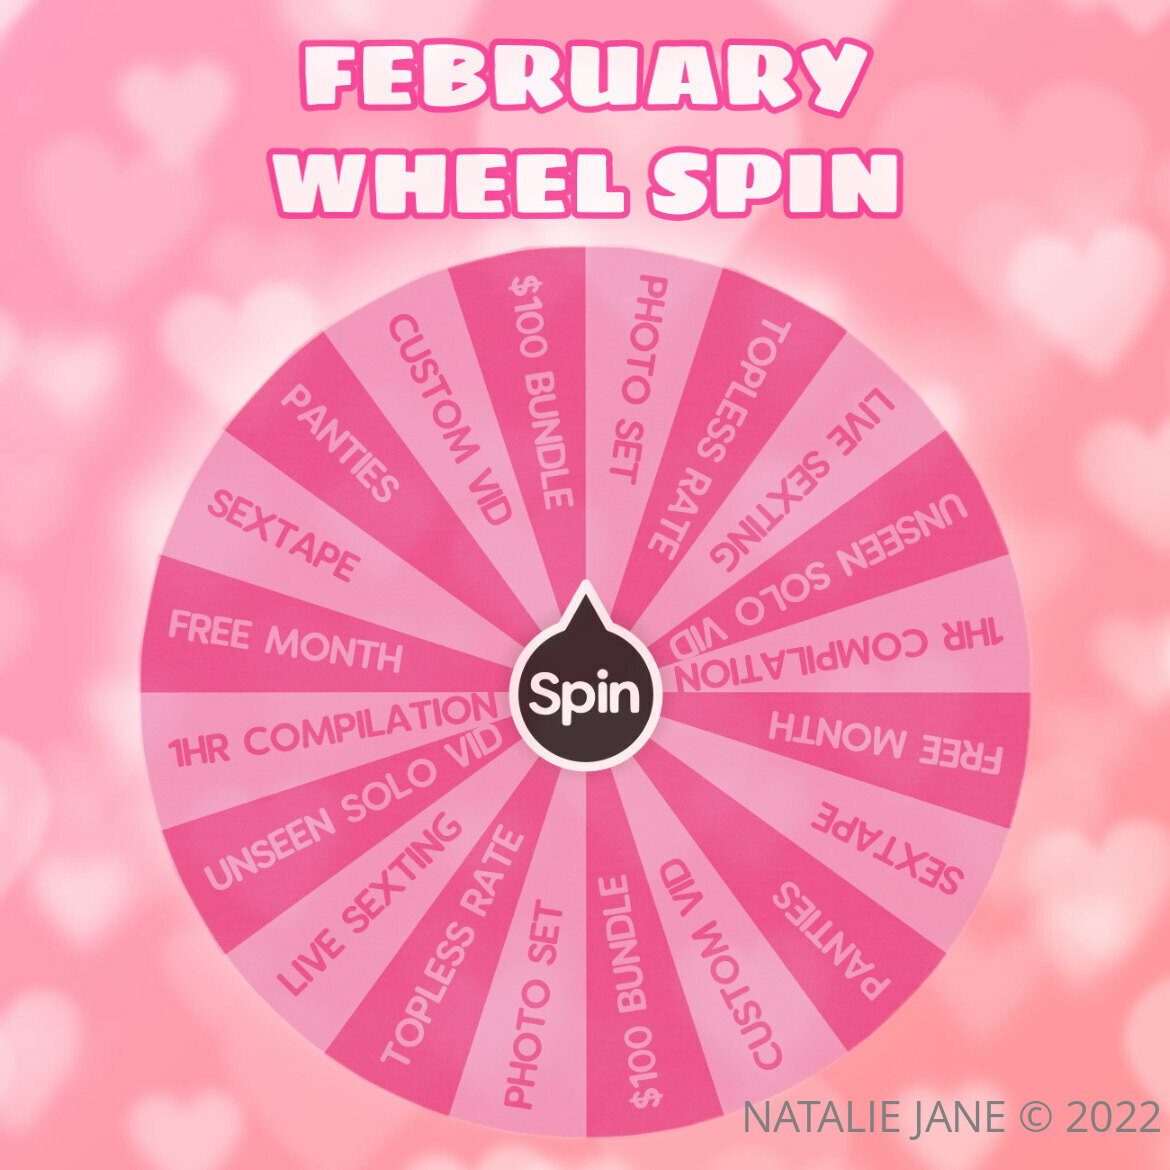 FEBRUARY
WHEEL SPIN
PHOTO SET
TOPLESS RATE
LIVE SEXTING
UNSEEN SOLO VID
1HR COMPILATION
FREE MONTH
SEXTAPE
PANTIES
CUSTOM VID
$100 BUNDLE
PHOTO SET
TOPLESS RATE
LIVE SEXTING
UNSEEN SOLO VID
1HR COMPILATION
FREE MONTH
SEXTAPE
PANTIES
CUSTOM VID
$100 BUNDLE
Spin
NATALIE JANE © 2022